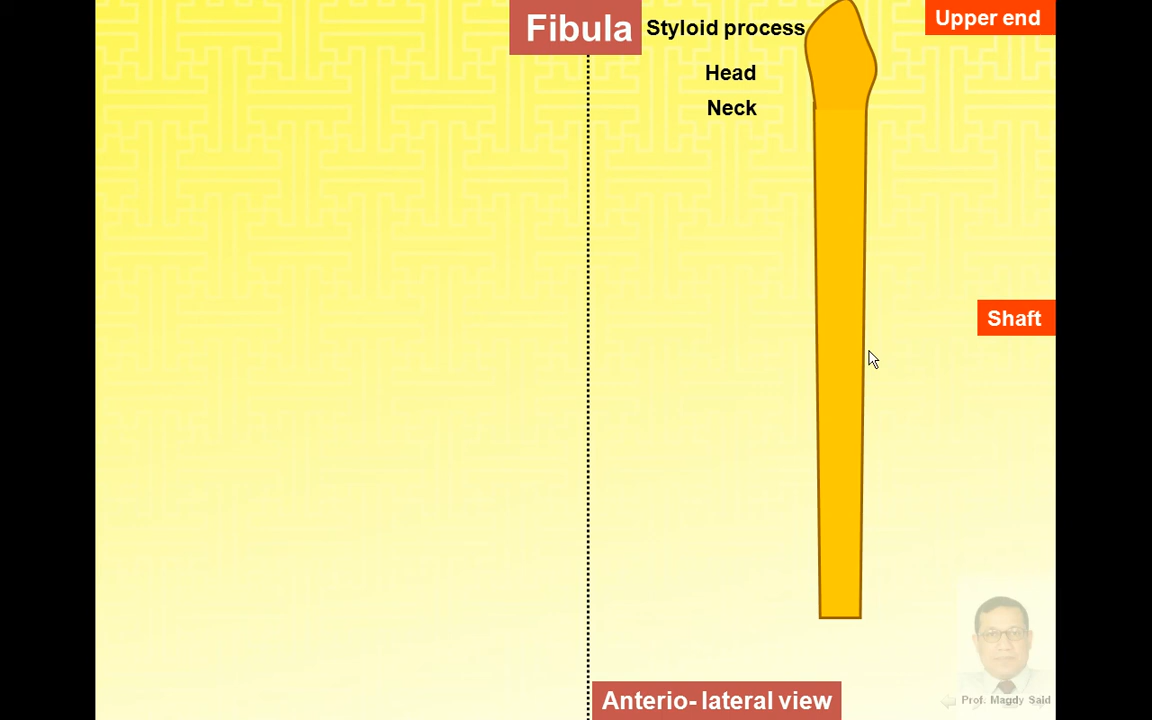 Fibula
Styloid process
Upper end
Head
Neck
Shaft
Anterio- lateral view
Prof. Magdy Said